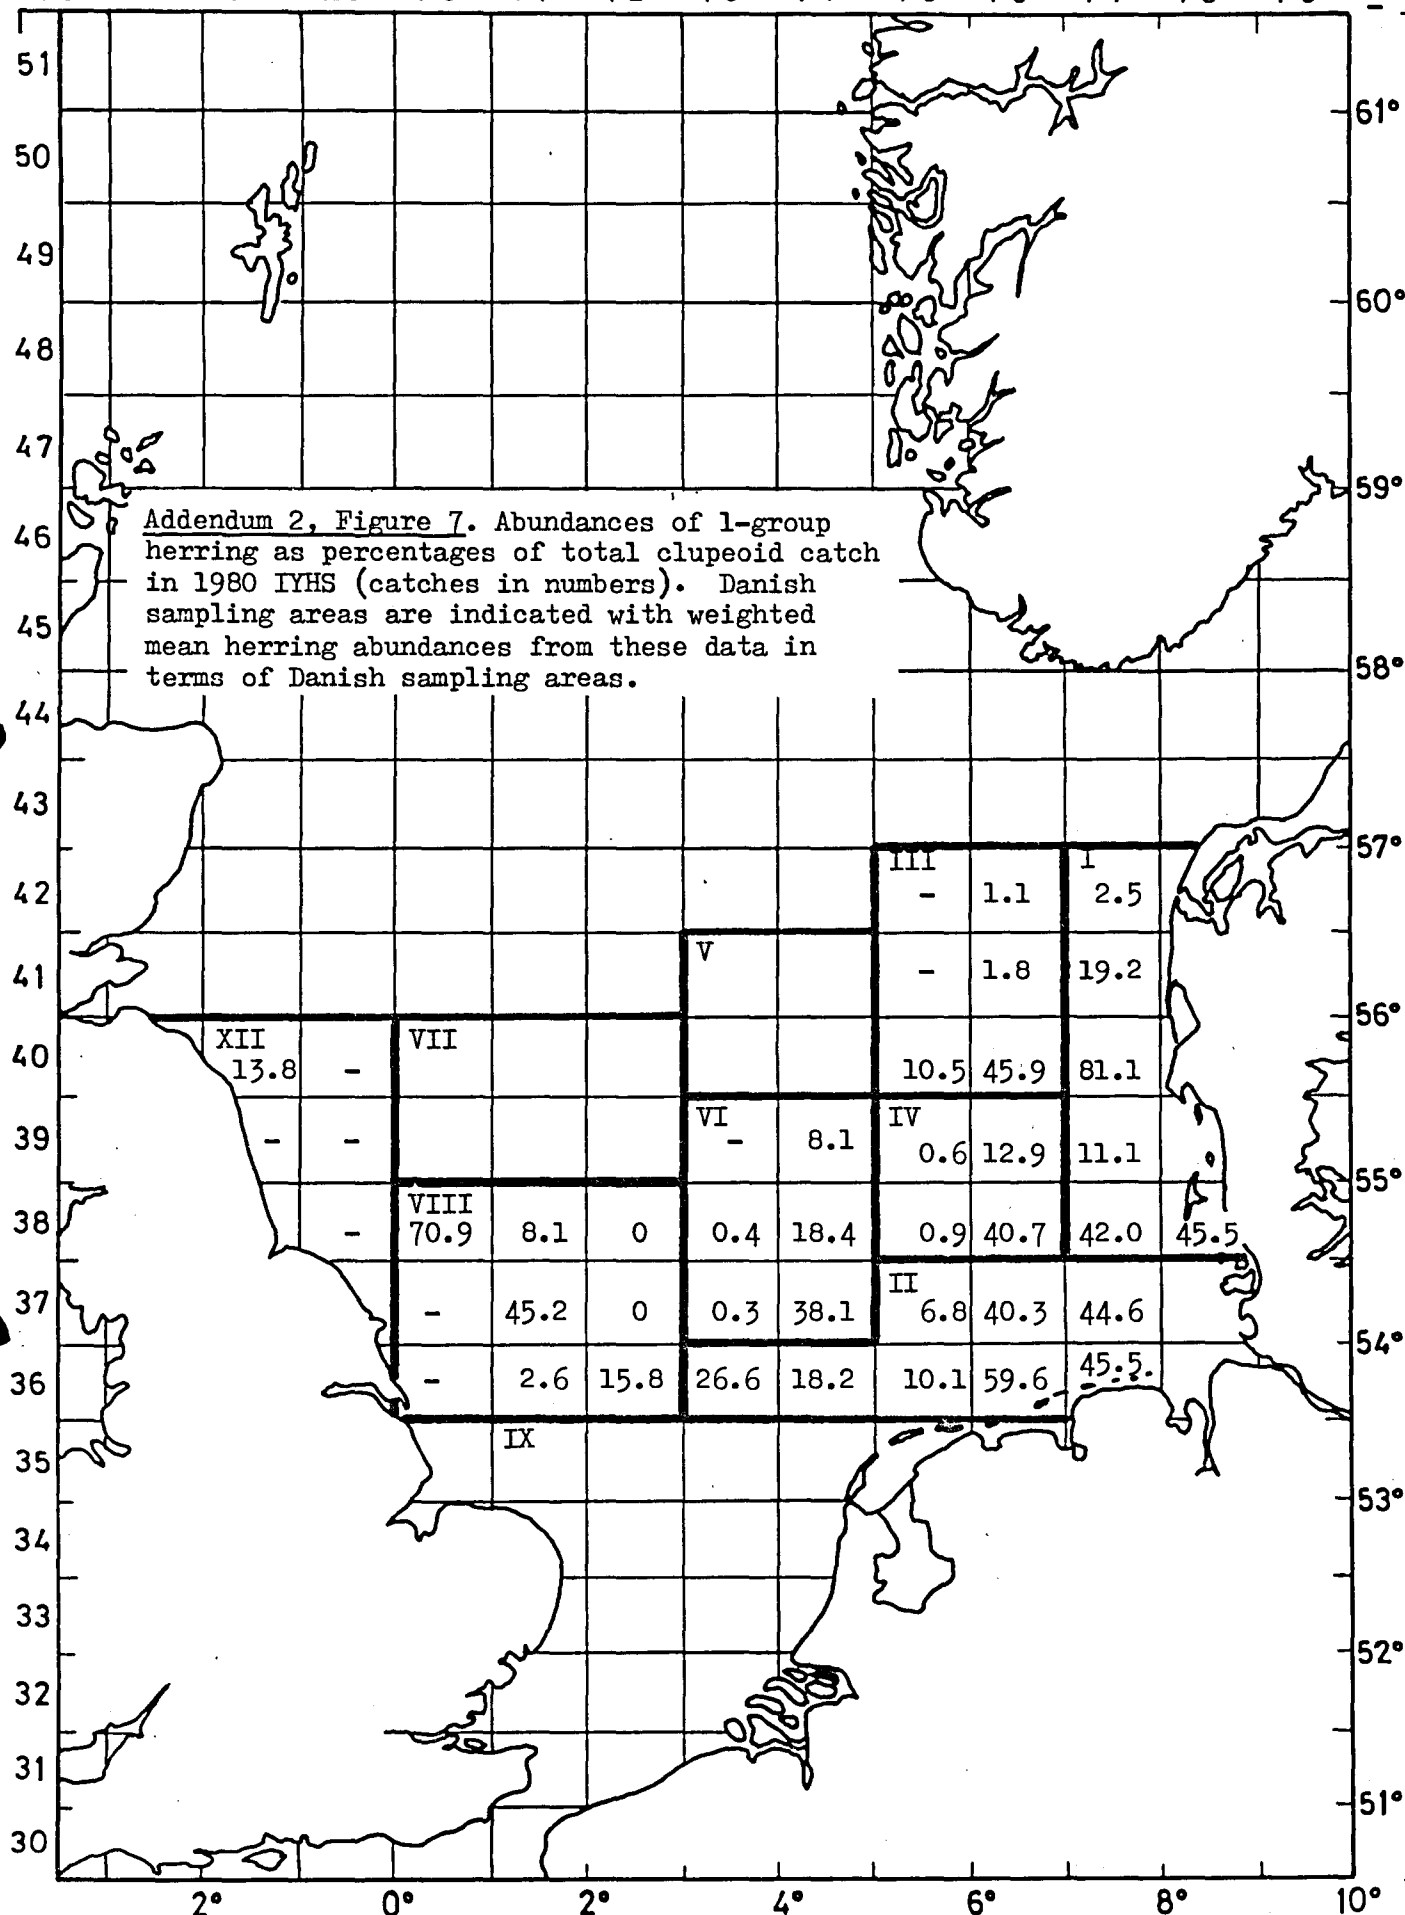 51
61°
50
49
60°
48
47
59°
Addendum 2, Figure 7. Abundances of 1-group
herring as percentages of total clupeoid catch
in 1980 IYHS (catches in numbers). Danish
sampling areas are indicated with weighted
mean herring abundances from these data in
terms of Danish sampling areas.
46
45
58°
44
43
57°
III I
42 - 1.1 2.5
V
41 - 1.8 19.2
56°
XII VII
40 13.8 - 10.5 45.9 81.1
VI IV
39 - - - 8.1 0.6 12.9 11.1
55°
VIII
38 - 70.9 8.1 0 0.4 18.4 0.9 40.7 42.0 45.5
II
37 - 45.2 0 0.3 38.1 6.8 40.3 44.6
54°
36 - 2.6 15.8 26.6 18.2 10.1 59.6 45.5
IX
35
53°
34
33
52°
32
31
51°
30
2° 0° 2° 4° 6° 8° 10°